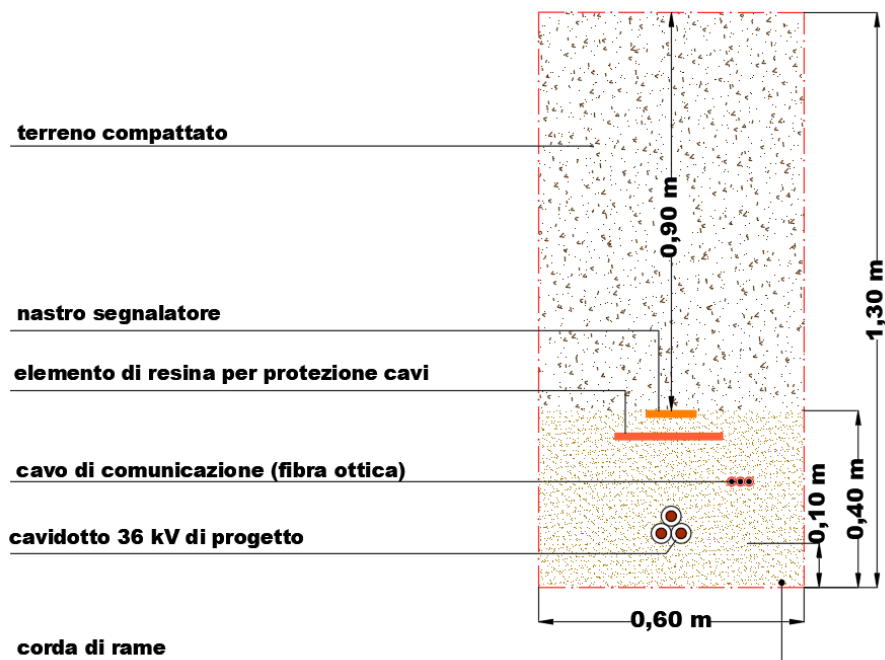 terreno compattato
0,90 m
1,30 m
nastro segnalatore
elemento di resina per protezione cavi
cavo di comunicazione (fibra ottica)
0,10 m
0,40 m
cavidotto 36 kV di progetto
0,60 m
corda di rame